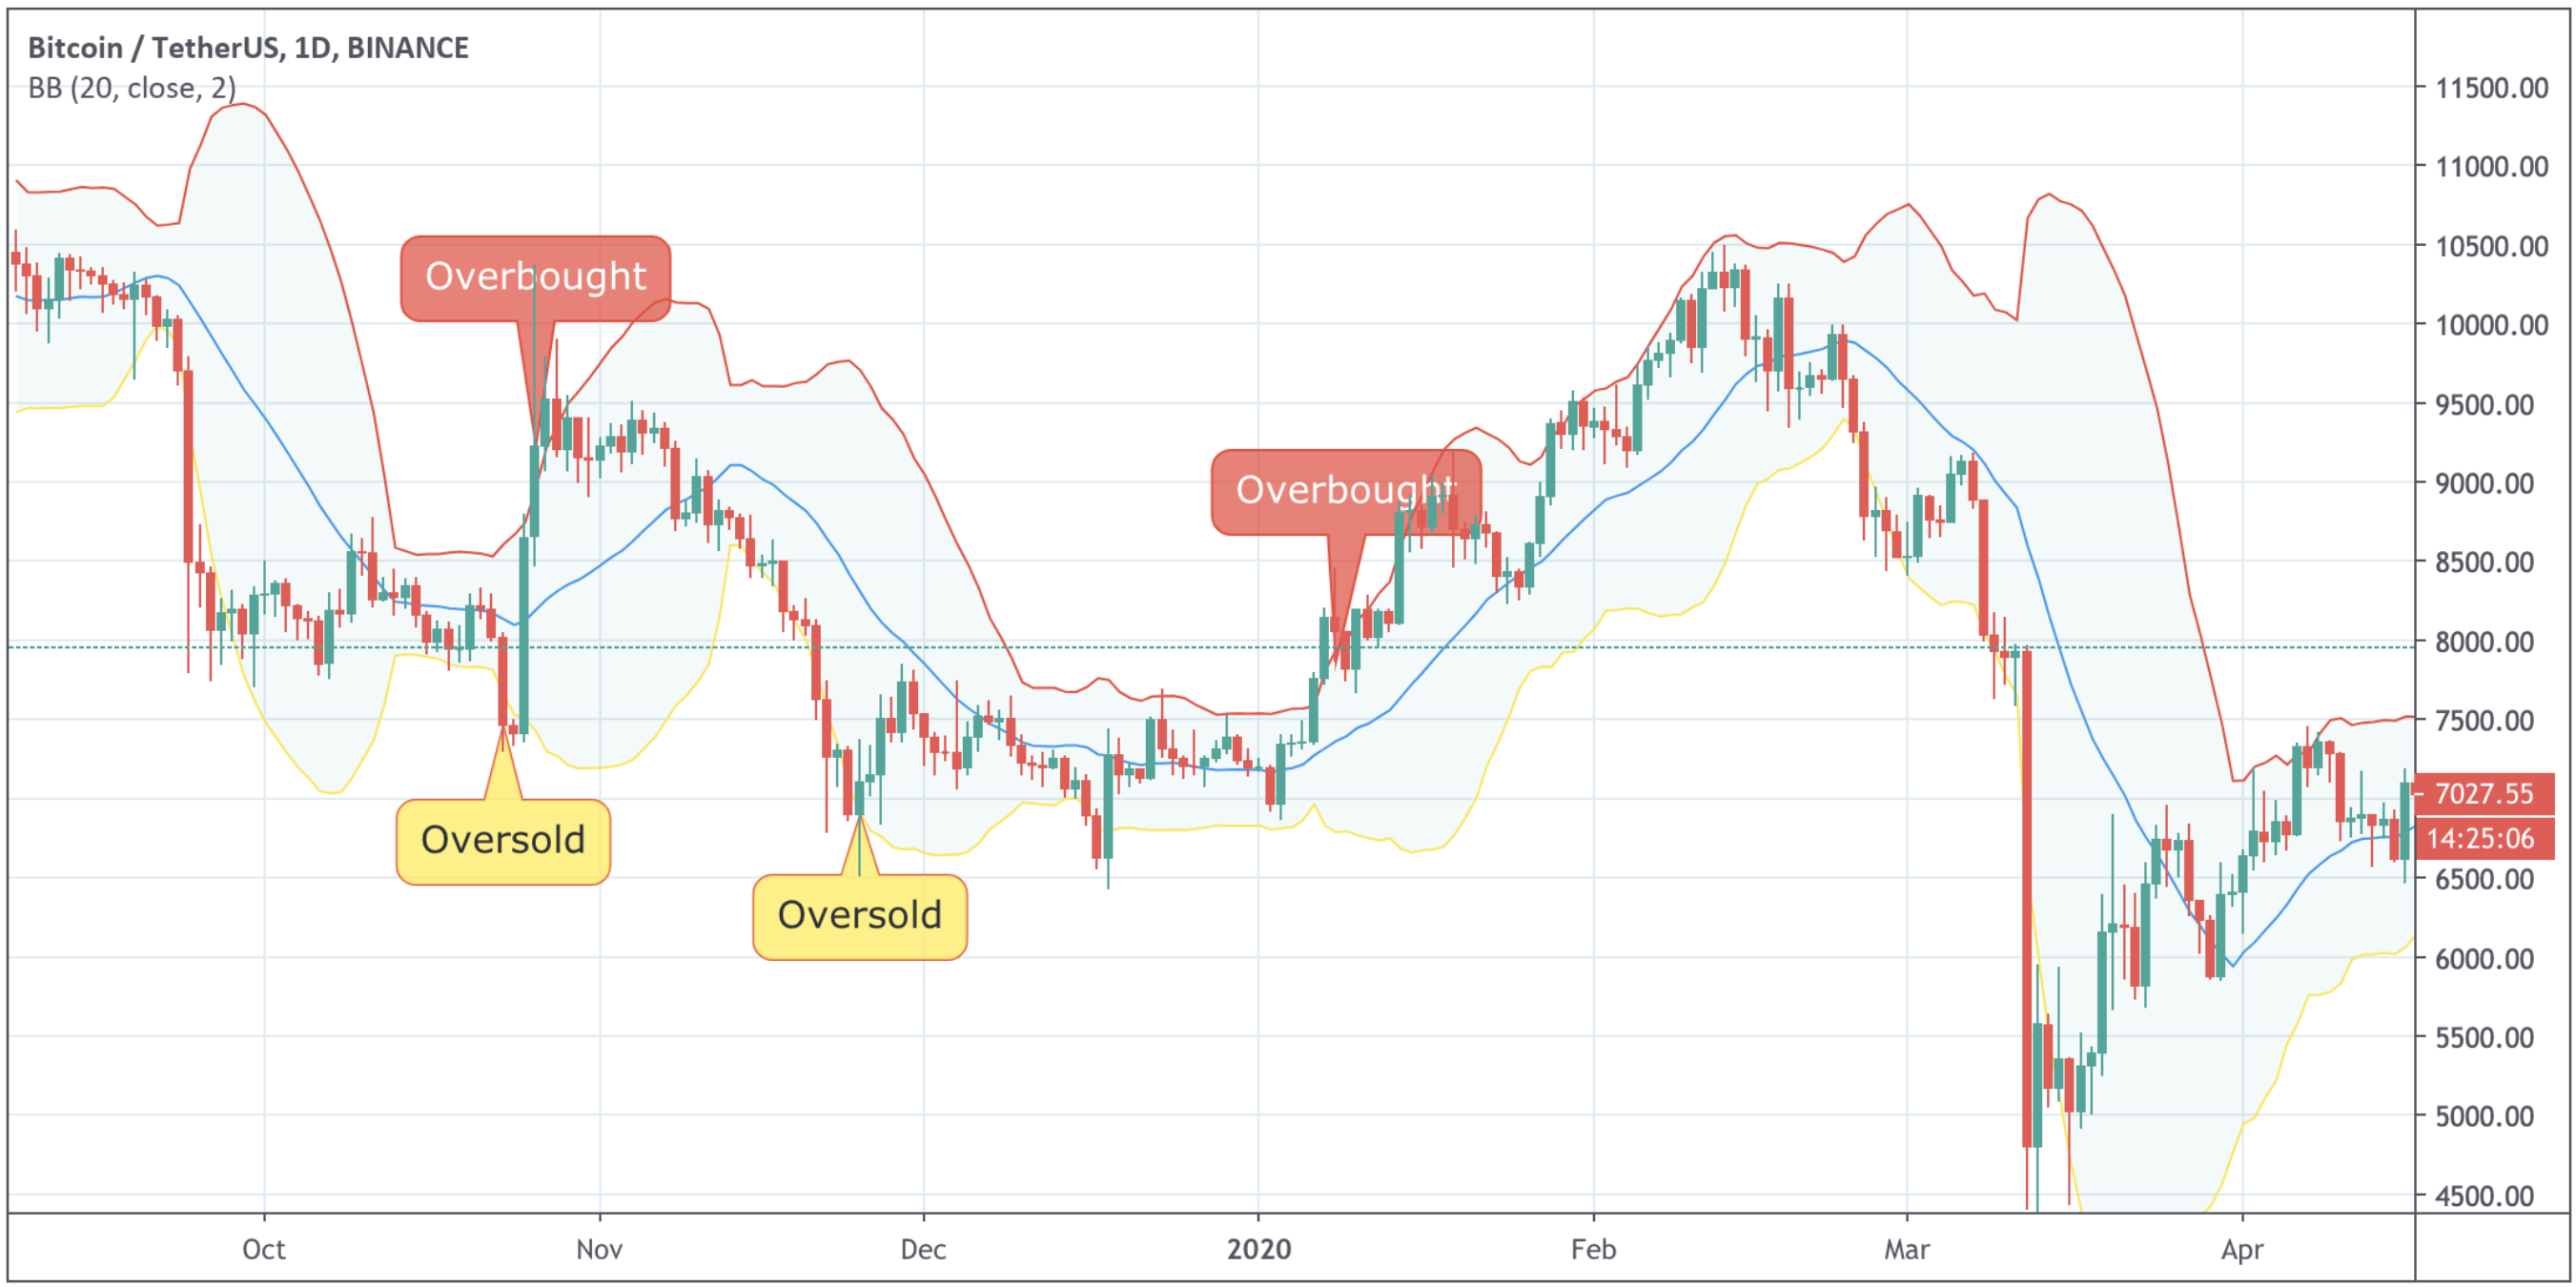 Bitcoin / TetherUS, 1D, BINANCE
BB (20, close, 2)
11500.00
11000.00
Overbought
10500.00
10000.00
9500.00
Overbought
9000.00
8500.00
8000.00
7500.00
7027.55
Oversold
14:25:06
Oversold
6500.00
6000.00
5500.00
5000.00
4500.00
Oct Nov Dec 2020 Feb Mar Apr